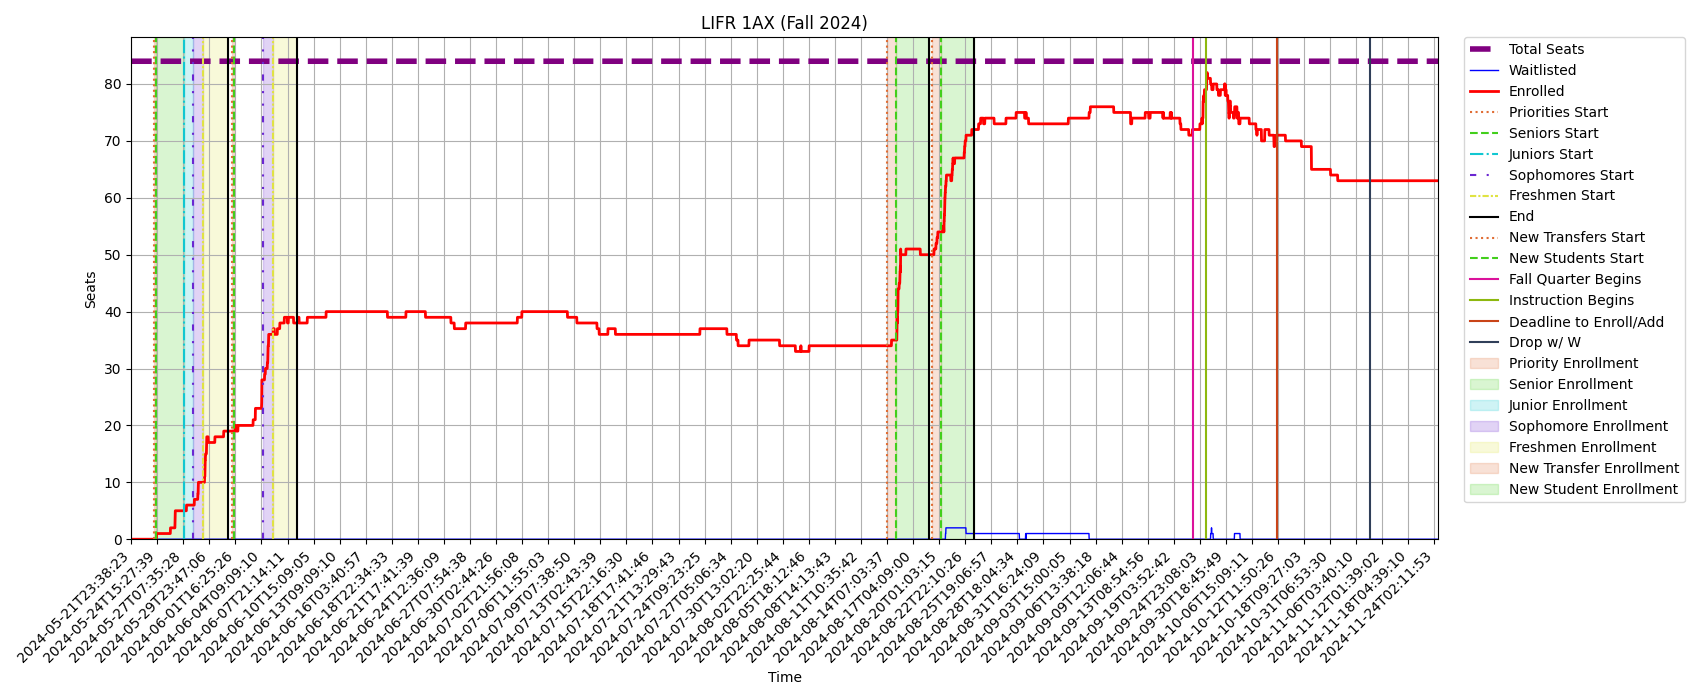 LIFR 1AX (Fall 2024)
Seats
80
70
60
50
40
30
20
10
0
2024-05-21T23:38:23
2024-05-24T15:27:39
2024-05-27T07:35:28
2024-05-29T23:47:06
2024-06-01T16:25:26
2024-06-04T09:09:10
2024-06-07T01:14:11
2024-06-10T15:09:05
2024-06-13T09:09:10
2024-06-16T03:40:57
2024-06-18T22:34:33
2024-06-21T17:41:39
2024-06-24T12:36:09
2024-06-27T07:54:38
2024-06-30T02:44:26
2024-07-02T21:56:08
2024-07-06T11:55:03
2024-07-09T07:38:50
2024-07-13T02:43:39
2024-07-15T22:16:30
2024-07-18T17:41:46
2024-07-21T13:29:43
2024-07-24T09:23:25
2024-07-27T05:06:34
2024-07-30T13:02:20
2024-08-02T22:25:44
2024-08-05T18:12:46
2024-08-08T14:13:43
2024-08-11T10:35:42
2024-08-14T07:03:37
2024-08-17T04:09:00
2024-08-20T01:03:15
2024-08-22T22:10:26
2024-08-25T19:06:57
2024-08-28T18:04:34
2024-08-31T16:24:09
2024-09-03T15:00:05
2024-09-06T13:38:18
2024-09-09T12:06:44
2024-09-13T08:54:56
2024-09-19T03:52:42
2024-09-24T23:08:03
2024-09-30T18:45:49
2024-10-06T15:09:11
2024-10-12T11:50:26
2024-10-18T09:27:03
2024-10-31T06:53:30
2024-11-06T03:40:10
2024-11-12T01:39:02
2024-11-18T04:39:10
2024-11-24T02:11:53
Time
Total Seats
Waitlisted
Enrolled
Priorities Start
Seniors Start
Juniors Start
Sophomores Start
Freshmen Start
End
New Transfers Start
New Students Start
Fall Quarter Begins
Instruction Begins
Deadline to Enroll/Add
Drop w/ W
Priority Enrollment
Senior Enrollment
Junior Enrollment
Sophomore Enrollment
Freshmen Enrollment
New Transfer Enrollment
New Student Enrollment